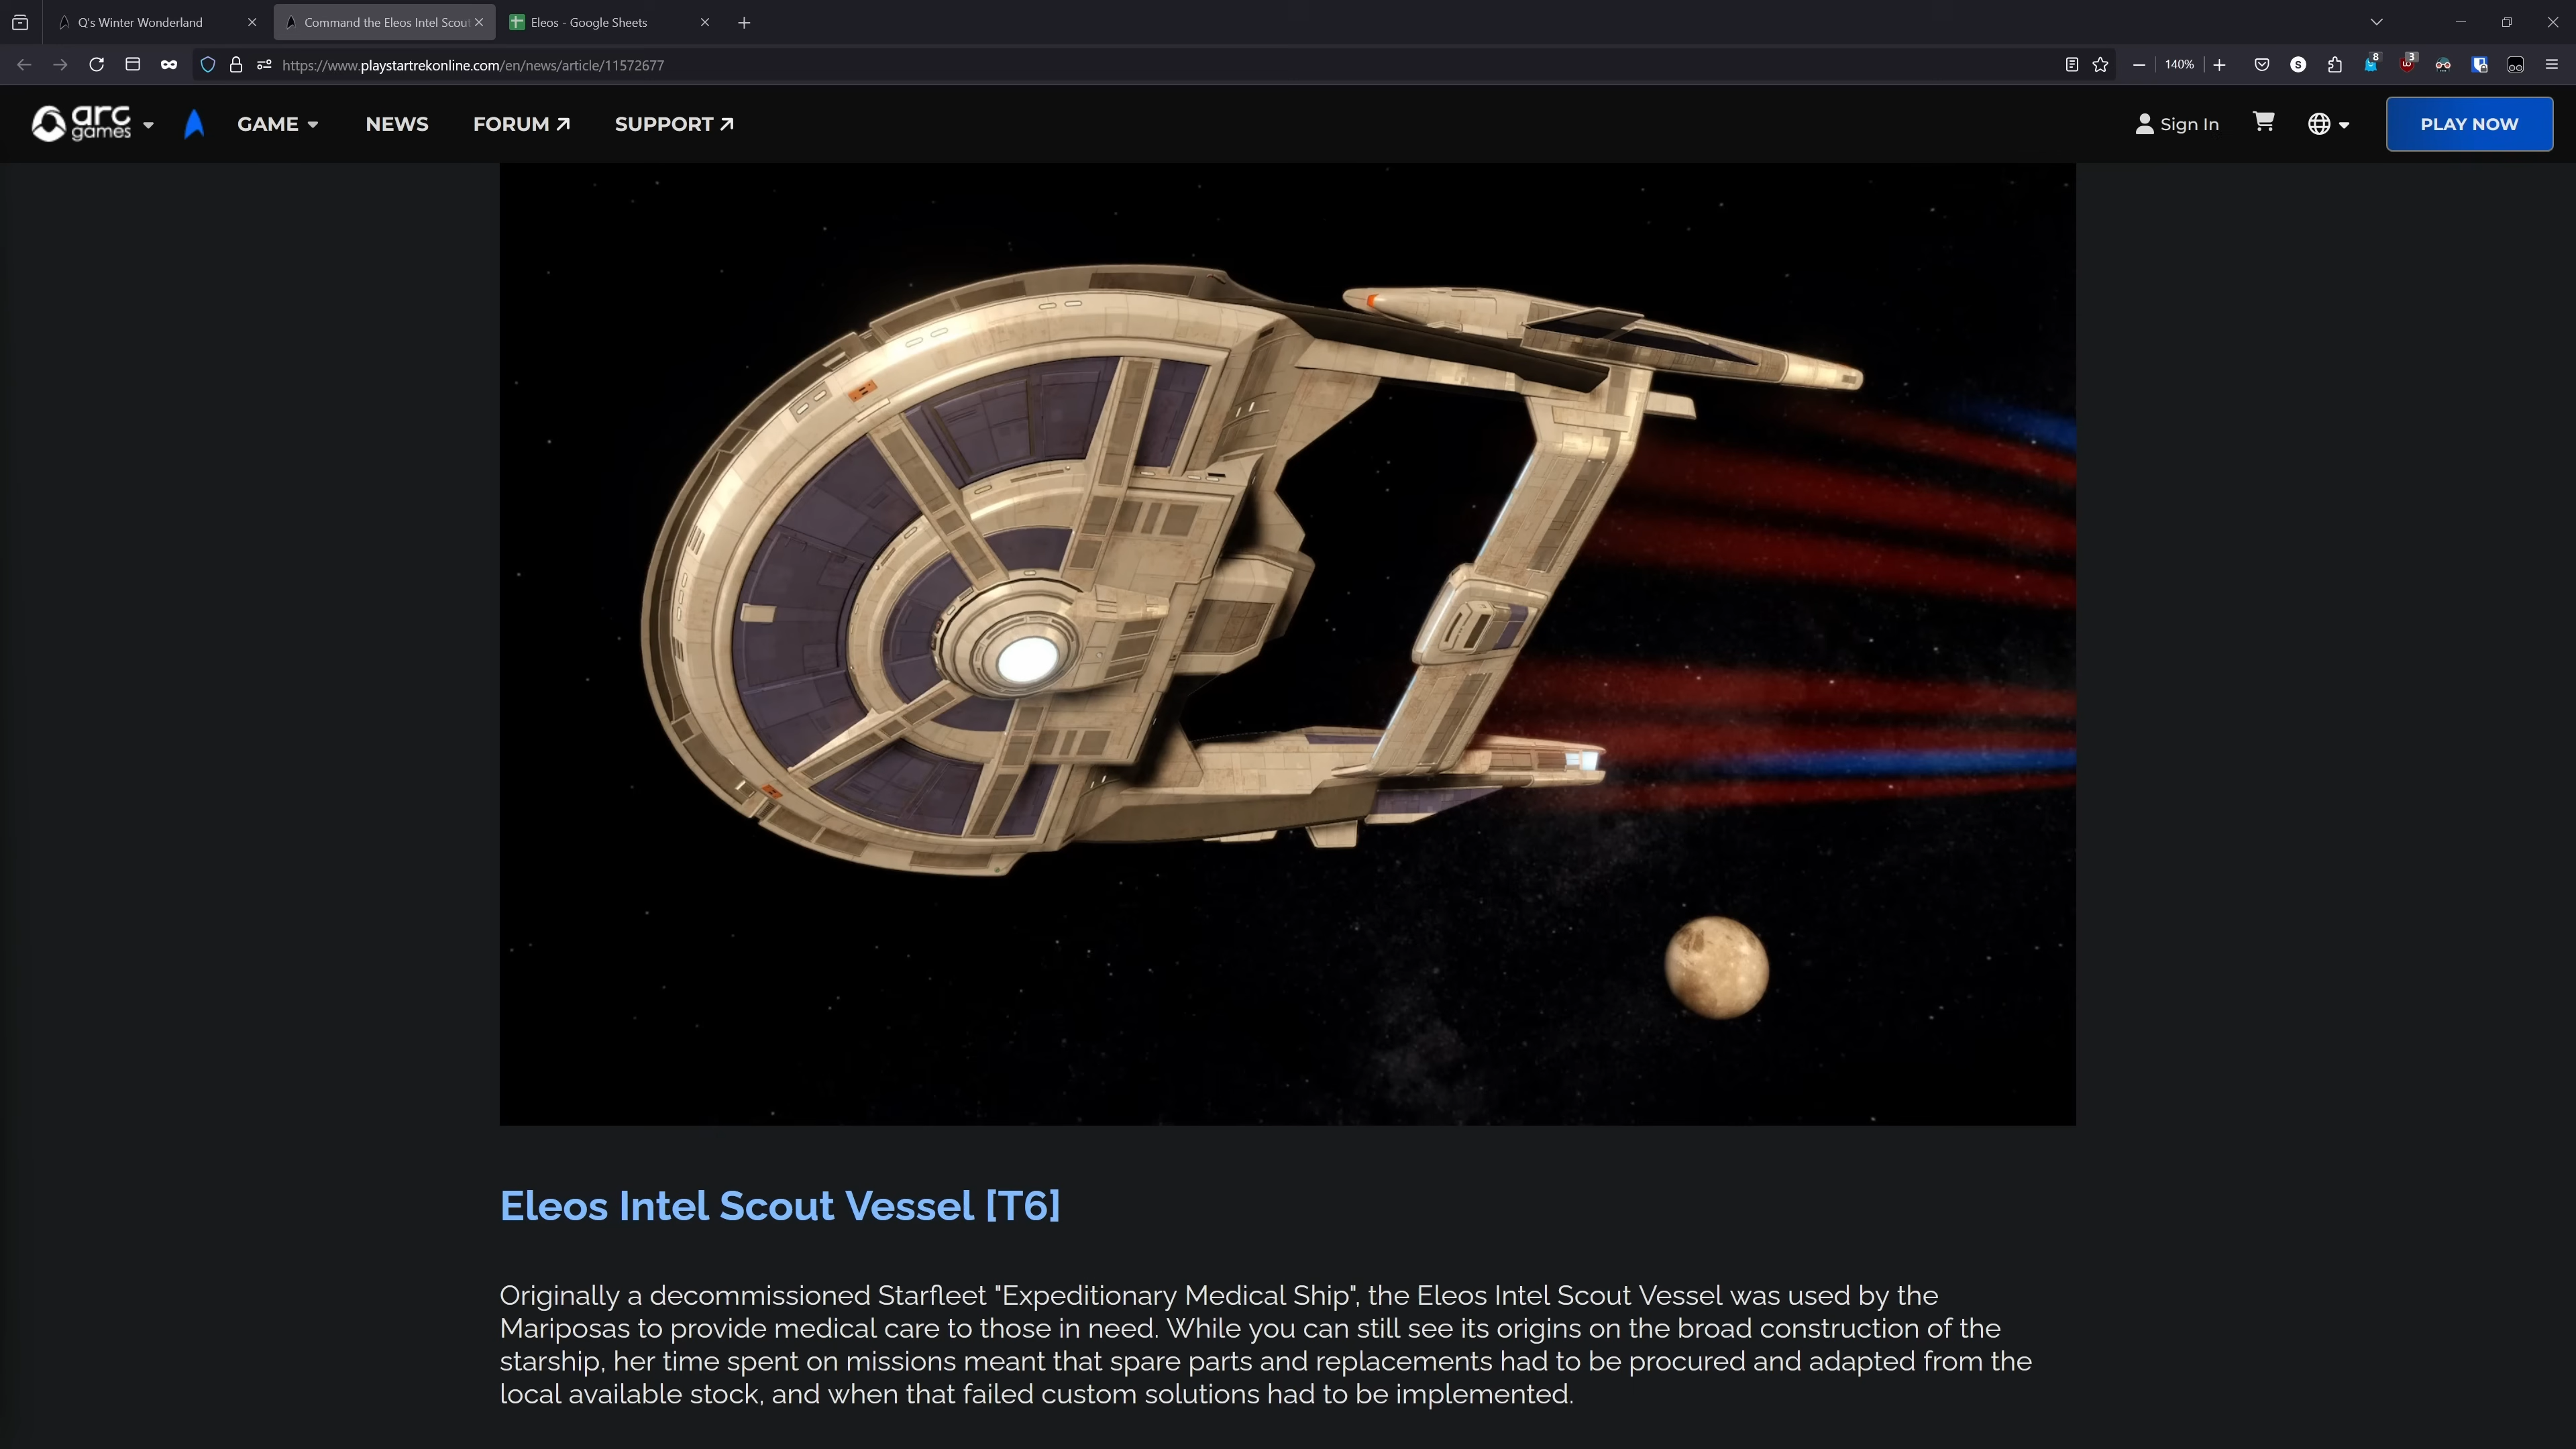 Q's Winter Wonderland
Command the Eleos Intel Scout
Eleos - Google Sheets
https://www.playstartrekonline.com/en/news/article/11572677
140%
S
8
3
arc games
GAME
NEWS
FORUM
SUPPORT
Sign In
PLAY NOW
Eleos Intel Scout Vessel [T6]
Originally a decommissioned Starfleet "Expeditionary Medical Ship", the Eleos Intel Scout Vessel was used by the
Mariposas to provide medical care to those in need. While you can still see its origins on the broad construction of the
starship, her time spent on missions meant that spare parts and replacements had to be procured and adapted from the
local available stock, and when that failed custom solutions had to be implemented.